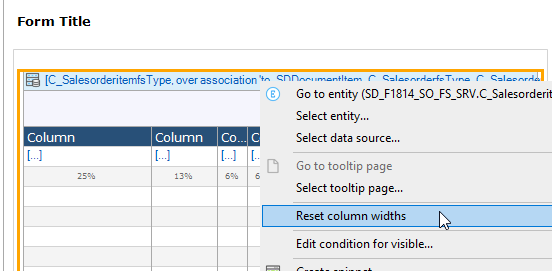 Form Title
[C_SalesorderitemfsType, over association 'to_SDDocumentItem, C_SalesorderfsType, C_Salesorde
Go to entity (SD_F1814_SO_FS_SRV.C_Salesorderit
Select entity...
Select data source...
Go to tooltip page
Select tooltip page...
Reset column widths
Edit condition for visible...
Create snippet
Column Column Co... C
[...] [...] [...] [..
25% 13% 6% 6